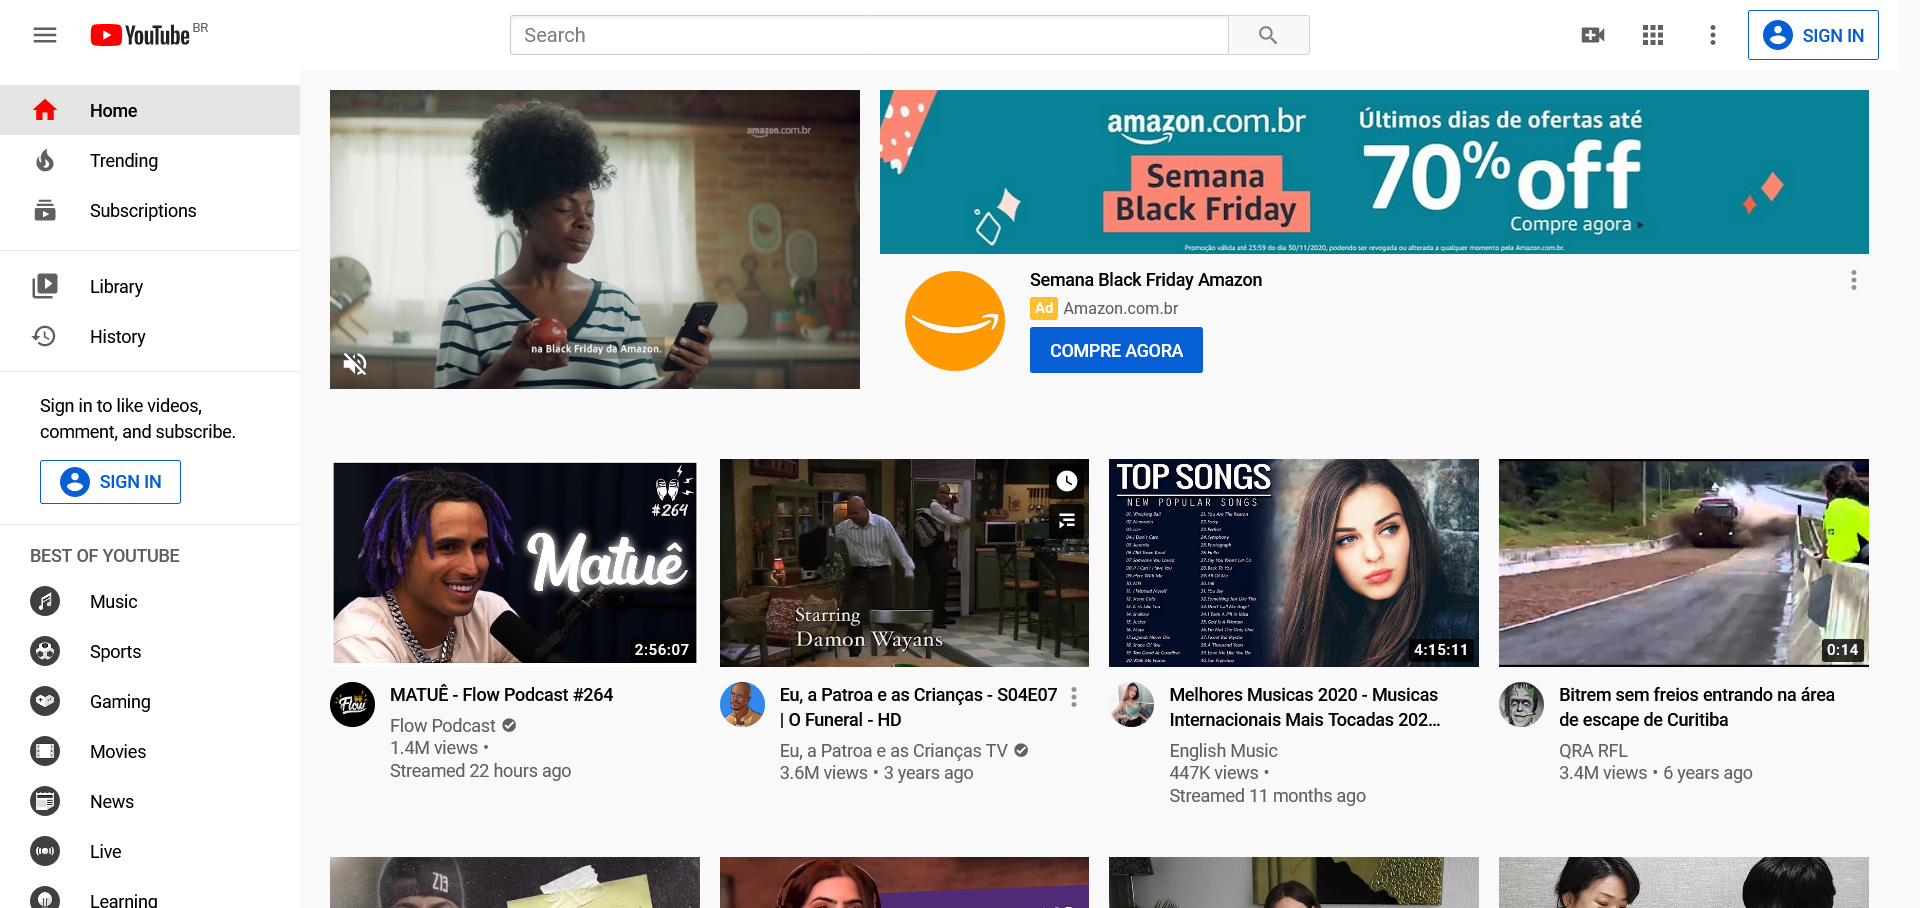 YouTube BR
Search
SIGN IN
Home
Trending
Subscriptions
Library
History
Sign in to like videos,
comment, and subscribe.
SIGN IN
BEST OF YOUTUBE
Music
Sports
Gaming
Movies
News
Live
Learning
amazon.com.br
na Black Friday da Amazon.
amazon.com.br
Semana
Black Friday
Últimos dias de ofertas até
70% off
Compre agora
Promoção válida até 23:59 do dia 30/11/2020, podendo ser revogada ou alterada a qualquer momento pela Amazon.com.br.
Semana Black Friday Amazon
Ad Amazon.com.br
COMPRE AGORA
#264
Matuê
2:56:07
Flow
MATUÊ - Flow Podcast #264
Flow Podcast
1.4M views •
Streamed 22 hours ago
Starring
Damon Wayans
Eu, a Patroa e as Crianças - S04E07
| O Funeral - HD
Eu, a Patroa e as Crianças TV
3.6M views • 3 years ago
TOP SONGS
NEW POPULAR SONGS
4:15:11
Melhores Musicas 2020 - Musicas
Internacionais Mais Tocadas 202...
English Music
447K views •
Streamed 11 months ago
0:14
Bitrem sem freios entrando na área
de escape de Curitiba
QRA RFL
3.4M views • 6 years ago
Z13